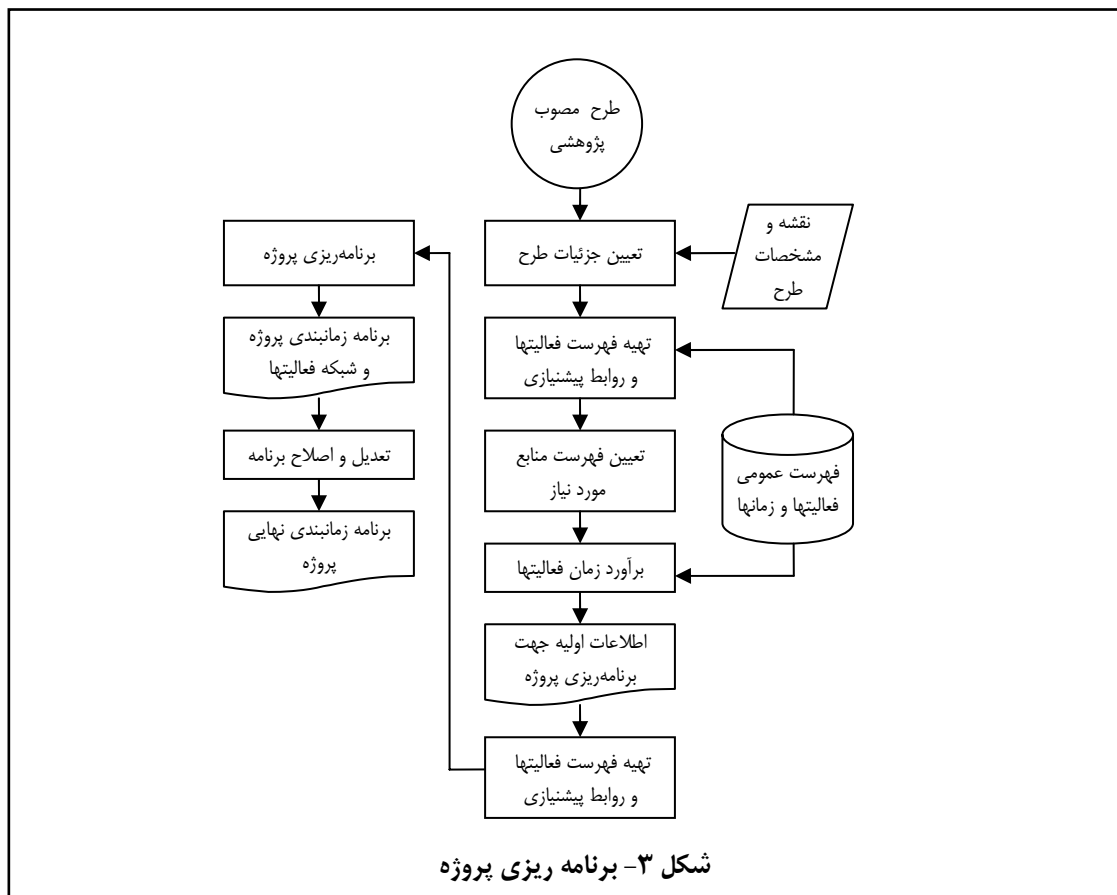 طرح مصوب
پژوهشی
نقشه و
مشخصات
طرح
تعیین جزئیات طرح
برنامه‌ریزی پروژه
تهیه فهرست فعالیتها
و روابط پیشنیازی
برنامه زمانبندی پروژه
و شبکه فعالیتها
فهرست عمومی
فعالیتها و زمانها
تعیین فهرست منابع
مورد نیاز
تعدیل و اصلاح برنامه
برآورد زمان فعالیتها
برنامه زمانبندی نهایی
پروژه
اطلاعات اولیه جهت
برنامه‌ریزی پروژه
تهیه فهرست فعالیتها
و روابط پیشنیازی
شکل ۳- برنامه ریزی پروژه